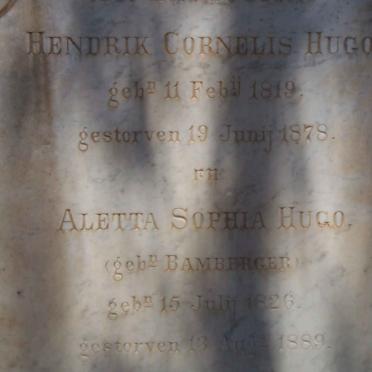 HENDRIK CORNELIS HUGO
gebn 11 Febij 1819.
gestorven 19 Junij 1878.
EN
ALETTA SOPHIA HUGO,
(gebn BAMBERGER)
gebn 15 Julij 1826.
gestorven 13 1889.